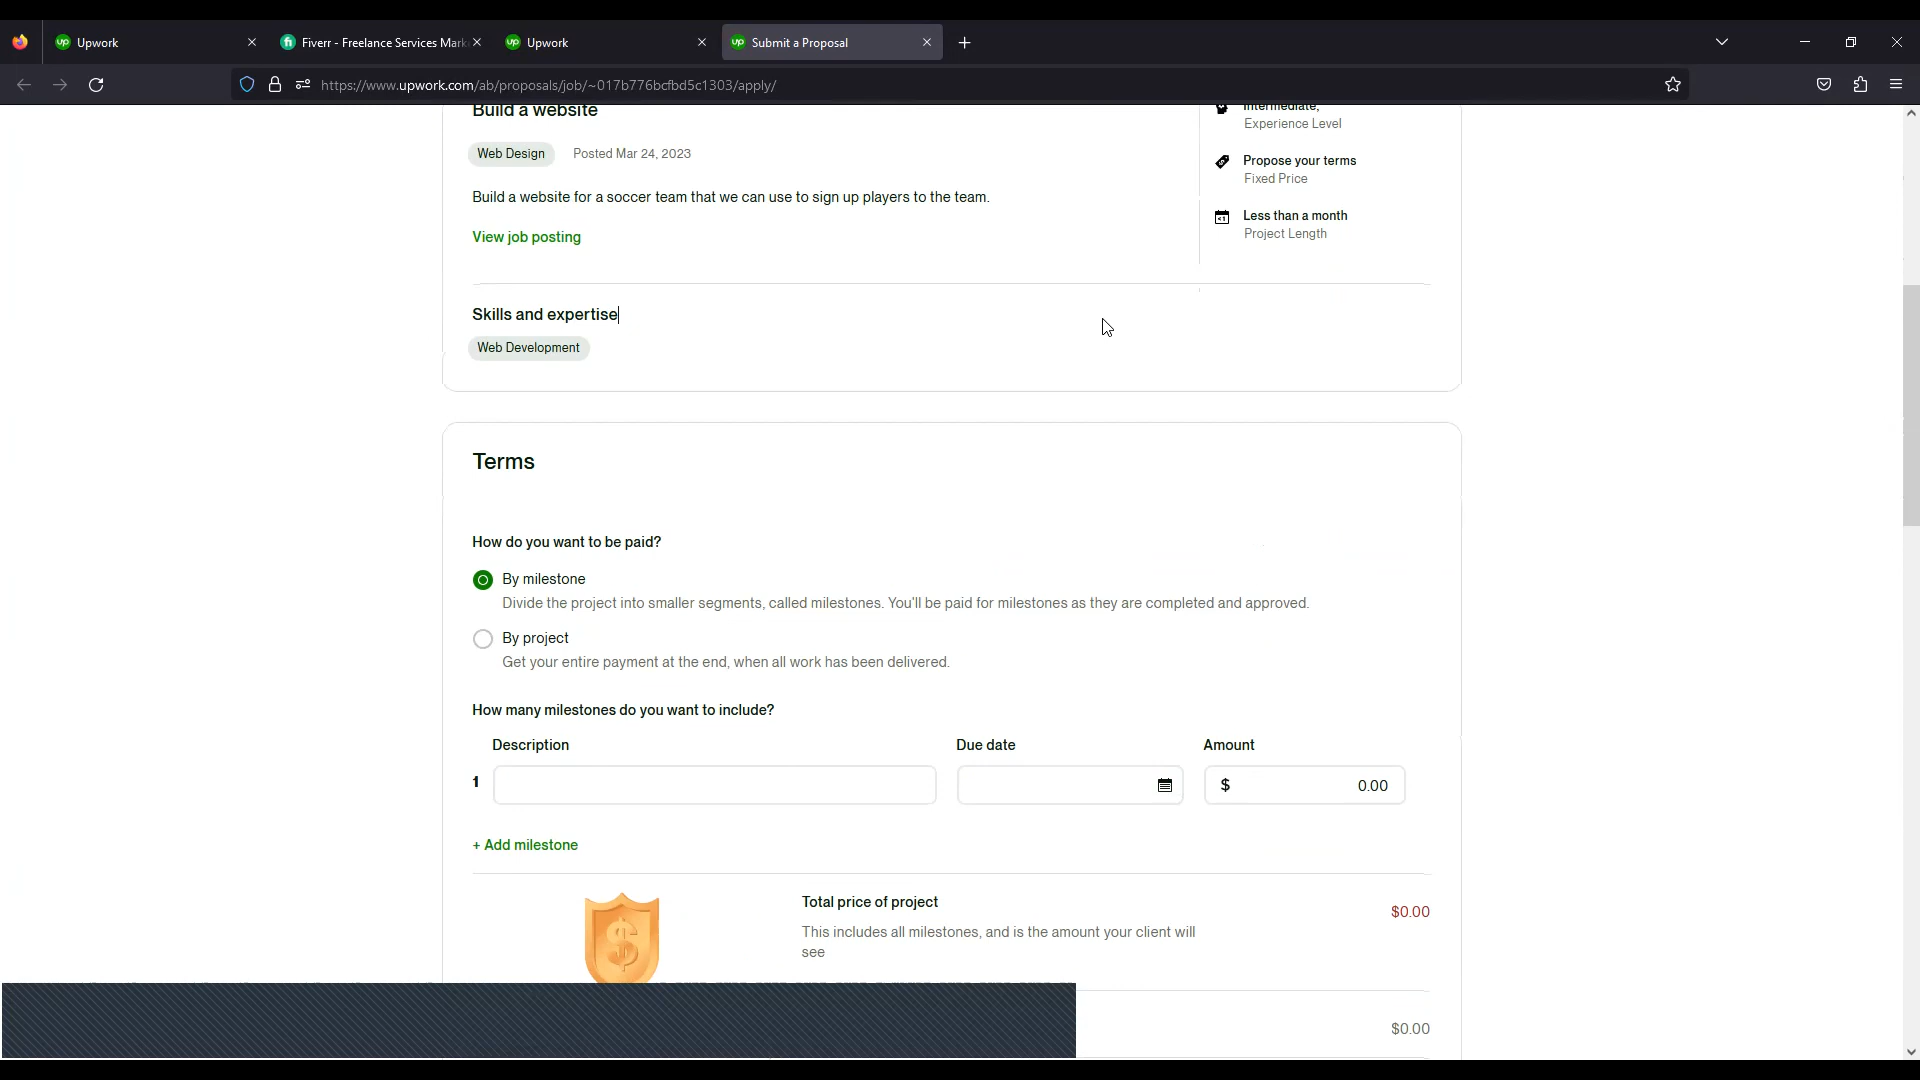 Upwork
Fiverr - Freelance Services Mark
Upwork
Submit a Proposal
https://www.upwork.com/ab/proposals/job/~017b776bcfbd5c1303/apply/
Build a website
Intermediate,
Experience Level
Web Design
Posted Mar 24, 2023
Propose your terms
Fixed Price
Build a website for a soccer team that we can use to sign up players to the team.
Less than a month
Project Length
View job posting
Skills and expertise
Web Development
Terms
How do you want to be paid?
By milestone
Divide the project into smaller segments, called milestones. You'll be paid for milestones as they are completed and approved.
By project
Get your entire payment at the end, when all work has been delivered.
How many milestones do you want to include?
Description Due date Amount
1 $ 0.00
+ Add milestone
Total price of project
$0.00
This includes all milestones, and is the amount your client will
see
$0.00